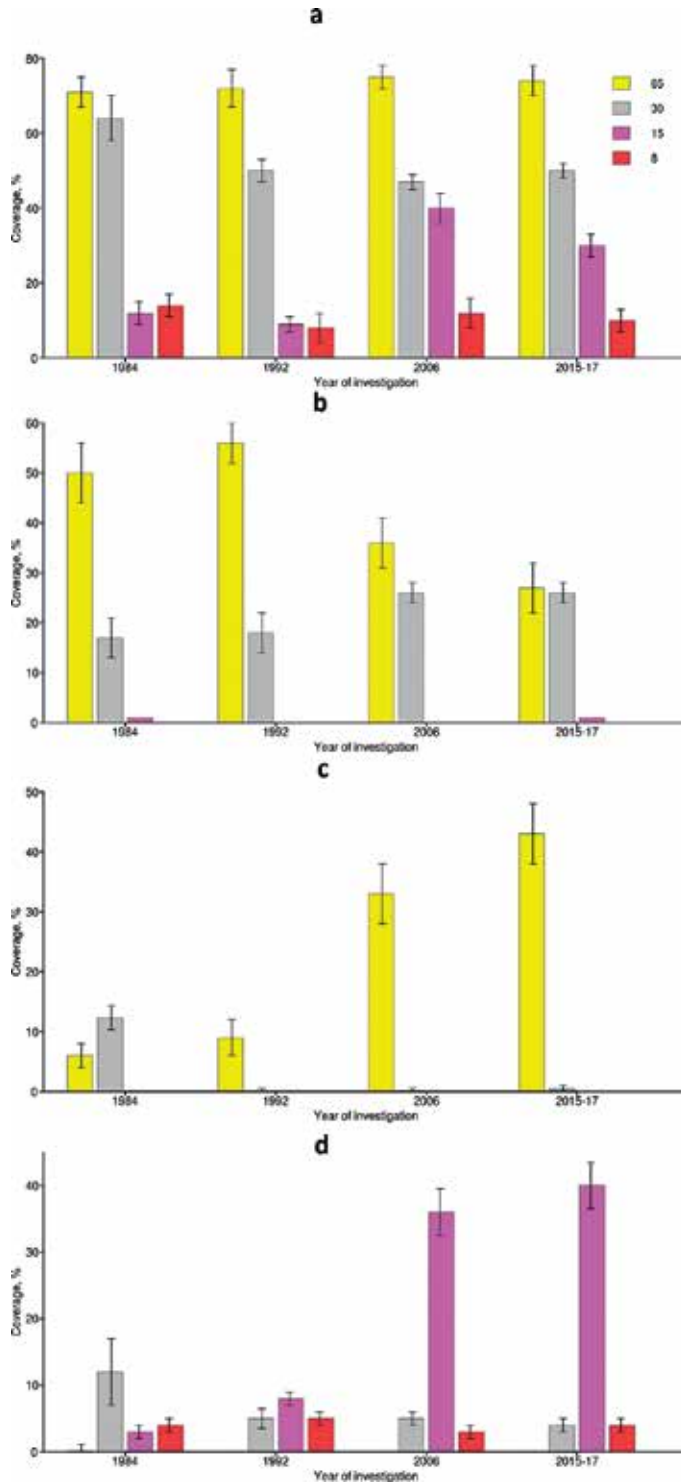 a
80
60
40
20
0
Coverage, %
65
30
15
8
1984 1992 2006 2015-17
Year of investigation
b
60
50
40
30
20
10
0
Coverage, %
1984 1992 2006 2015-17
Year of investigation
c
50
40
30
20
10
0
Coverage, %
1984 1992 2006 2015-17
Year of investigation
d
40
30
20
10
0
Coverage, %
1984 1992 2006 2015-17
Year of investigation